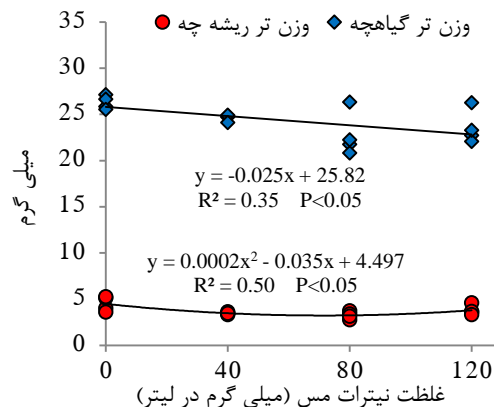 وزن تر گیاهچه وزن تر ریشه چه
35
30
25
20
15
10
5
0
میلی گرم
y = -0.025x + 25.82
R² = 0.35 P<0.05
y = 0.0002x² - 0.035x + 4.497
R² = 0.50 P<0.05
0 40 80 120
غلظت نیترات مس (میلی گرم در لیتر)